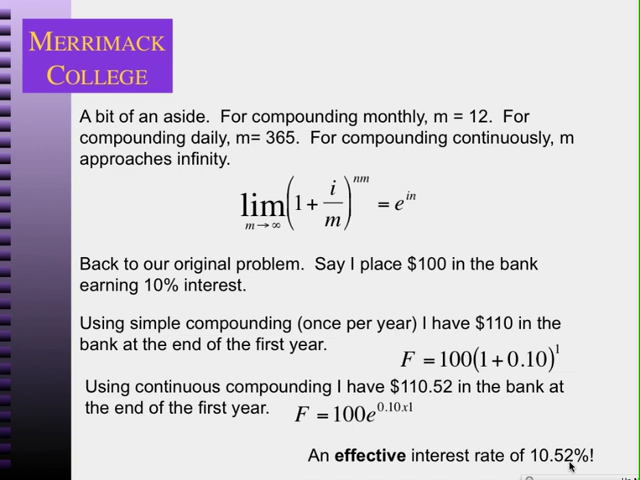 MERRIMACK
COLLEGE
A bit of an aside.  For compounding monthly, m = 12.  For
compounding daily, m= 365.  For compounding continuously, m
approaches infinity.
lim m→∞ (1 + i/m)^nm = e^in
Back to our original problem.  Say I place $100 in the bank
earning 10% interest.
Using simple compounding (once per year) I have $110 in the
bank at the end of the first year.
F = 100(1+0.10)^1
Using continuous compounding I have $110.52 in the bank at
the end of the first year.
F = 100e^0.10x1
An effective interest rate of 10.52%!